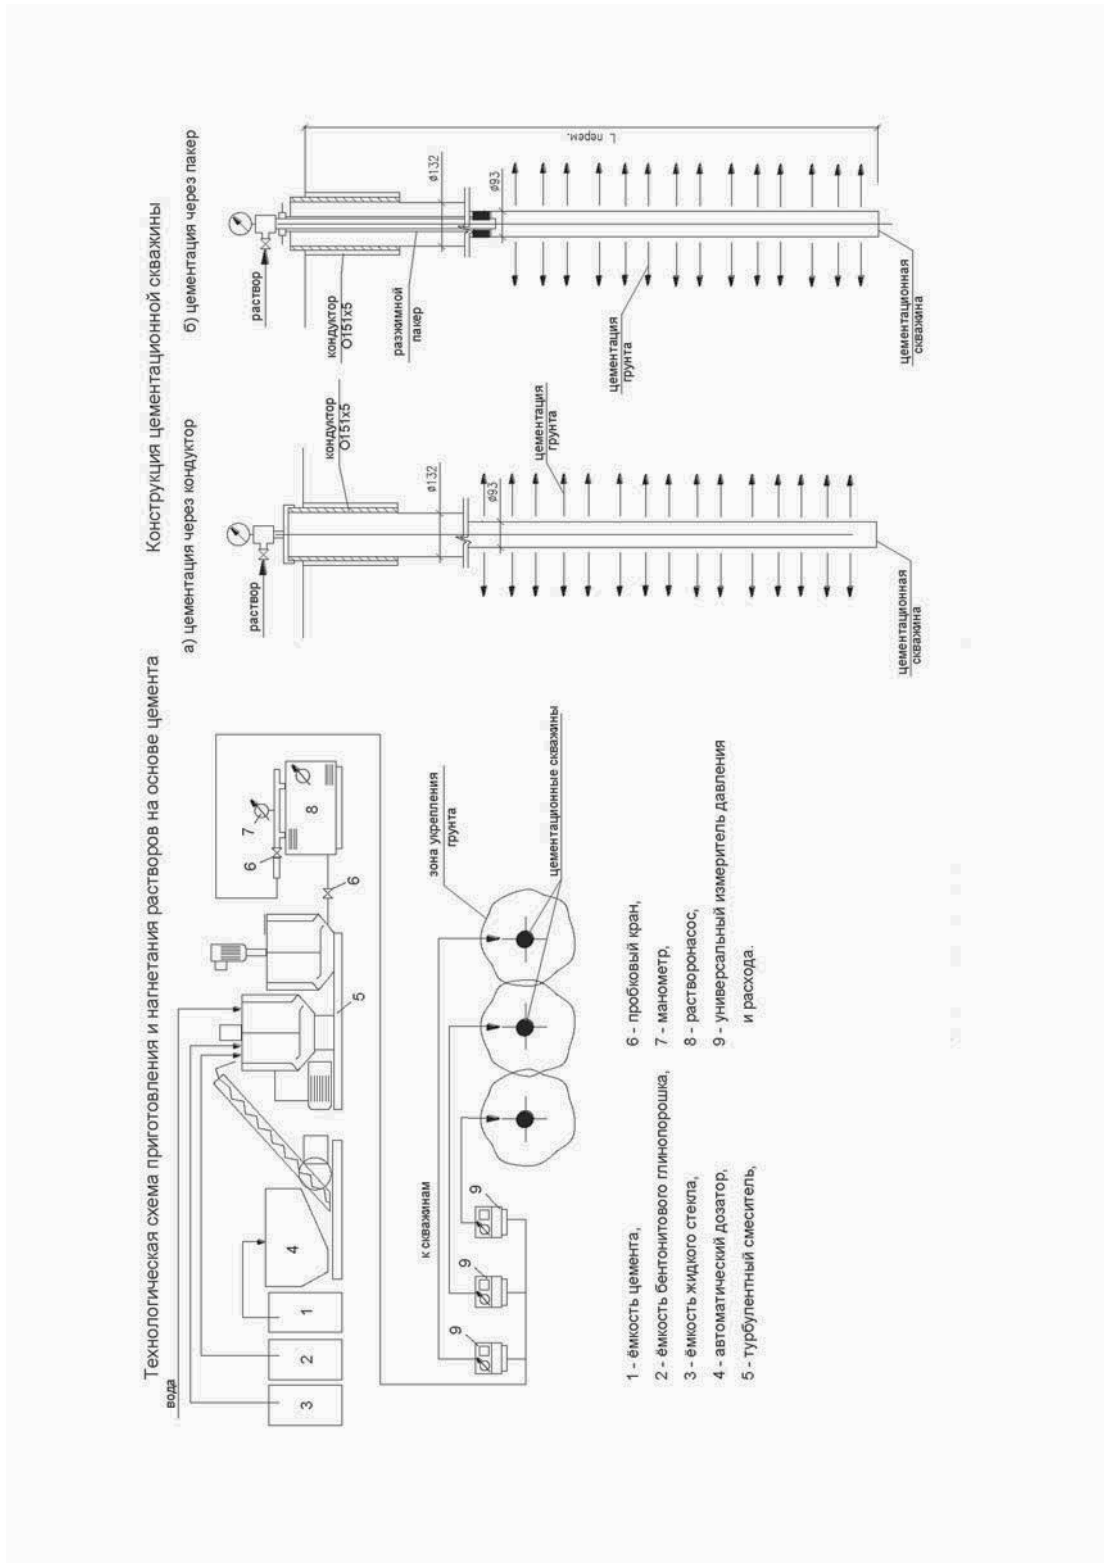 Технологическая схема приготовления и нагнетания растворов на основе цемента
вода
3
2
1
4
5
6
6
7
8
к скважинам
9
9
9
зона укрепления
грунта
цементационные скважины
1 - ёмкость цемента,
2 - ёмкость бентонитового глинопорошка,
3 - ёмкость жидкого стекла,
4 - автоматический дозатор,
5 - турбулентный смеситель,
6 - пробковый кран,
7 - манометр,
8 - растворонасос,
9 - универсальный измеритель давления
и расхода.
Конструкция цементационной скважины
а) цементация через кондуктор
раствор
кондуктор
О151х5
ø132
ø93
цементация
грунта
цементационная
скважина
б) цементация через пакер
раствор
кондуктор
О151х5
разжимной
пакер
ø132
ø93
L перем.
цементация
грунта
цементационная
скважина